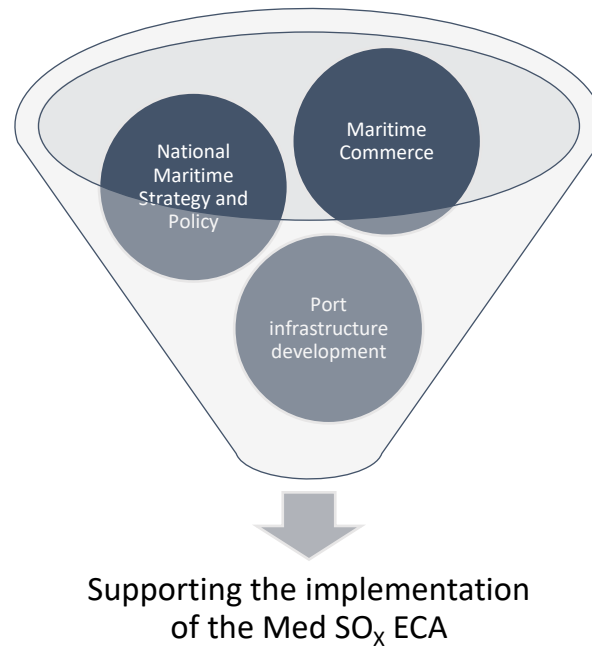 National
Maritime
Strategy and
Policy
Maritime
Commerce
Port
infrastructure
development
Supporting the implementation
of the Med SOₓ ECA